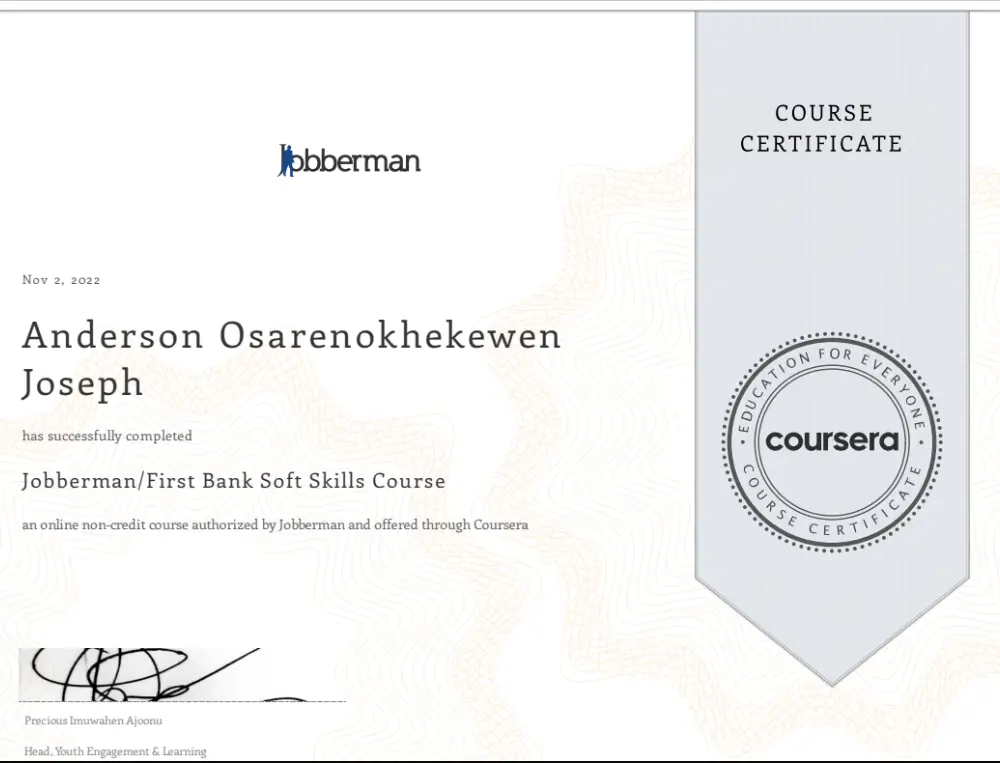 COURSE
CERTIFICATE
Jobberman
Nov 2, 2022
Anderson Osarenokhekewen
Joseph
has successfully completed
Jobberman/First Bank Soft Skills Course
an online non-credit course authorized by Jobberman and offered through Coursera
EDUCATION FOR EVERYONE
coursera
COURSE CERTIFICATE
Precious Imuwahen Ajoonu
Head, Youth Engagement & Learning